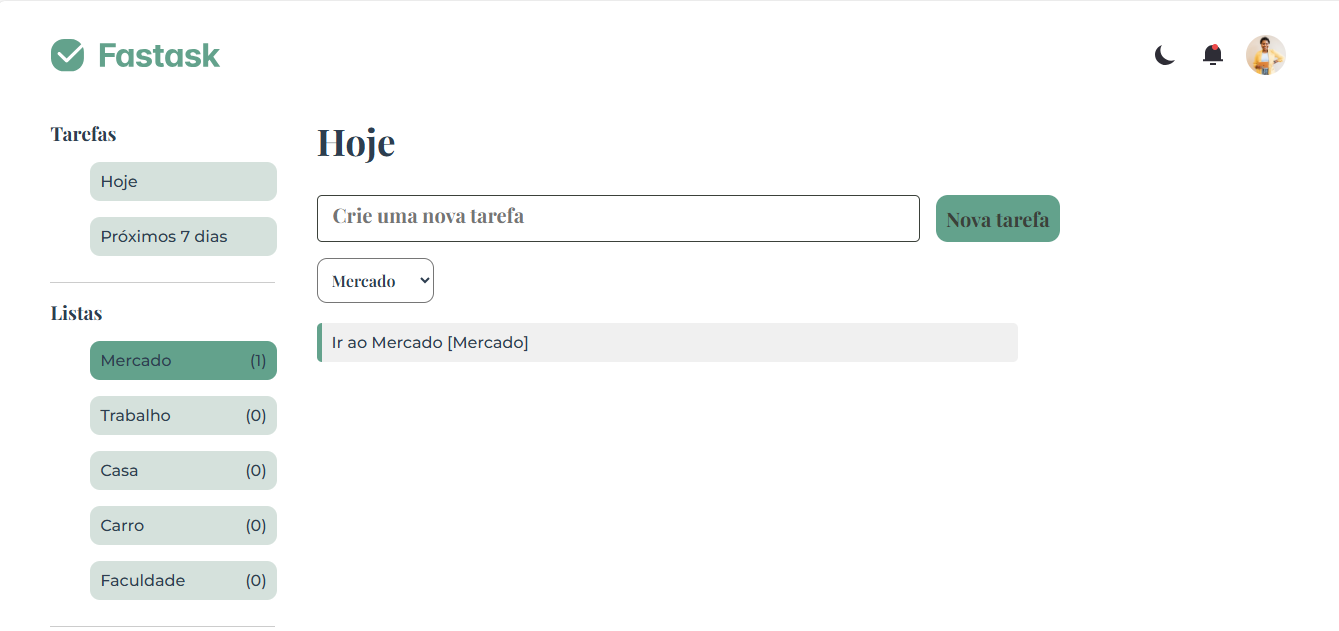 Fastask
Tarefas
Hoje
Próximos 7 dias
Listas
Mercado (1)
Trabalho (0)
Casa (0)
Carro (0)
Faculdade (0)
Hoje
Crie uma nova tarefa
Nova tarefa
Mercado
Ir ao Mercado [Mercado]